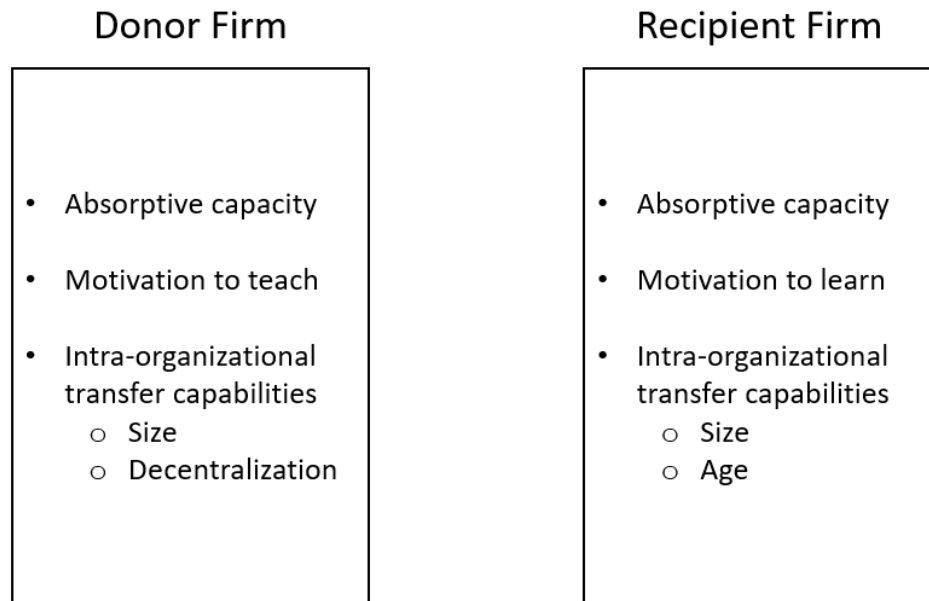 Donor Firm
• Absorptive capacity
• Motivation to teach
• Intra-organizational
transfer capabilities
o Size
o Decentralization
Recipient Firm
• Absorptive capacity
• Motivation to learn
• Intra-organizational
transfer capabilities
o Size
o Age